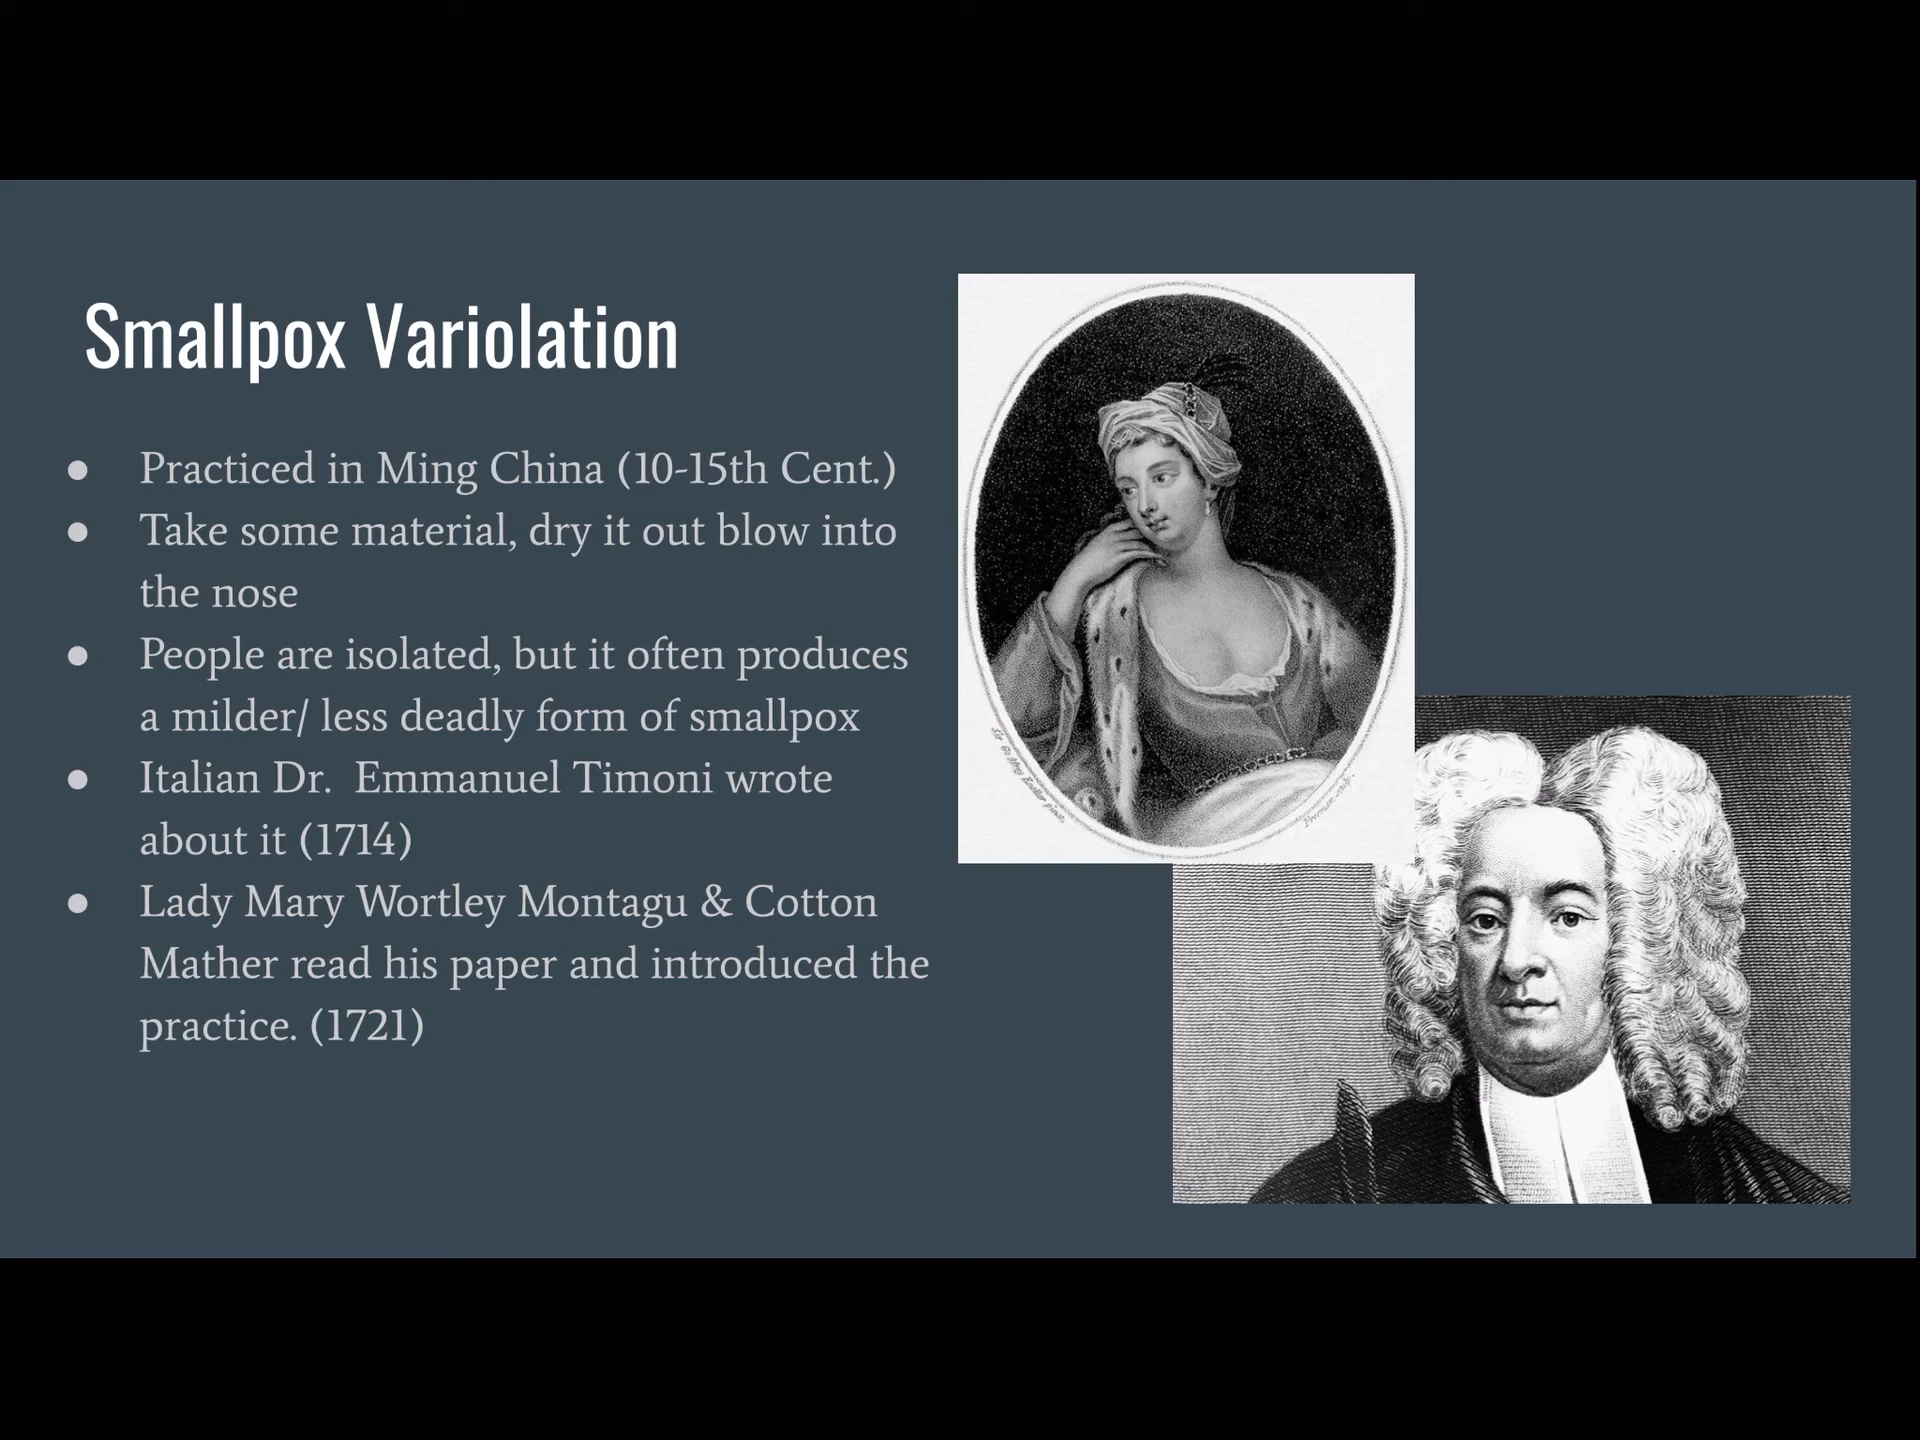 Smallpox Variolation
● Practiced in Ming China (10-15th Cent.)
● Take some material, dry it out blow into
the nose
● People are isolated, but it often produces
a milder/ less deadly form of smallpox
● Italian Dr.  Emmanuel Timoni wrote
about it (1714)
● Lady Mary Wortley Montagu & Cotton
Mather read his paper and introduced the
practice. (1721)